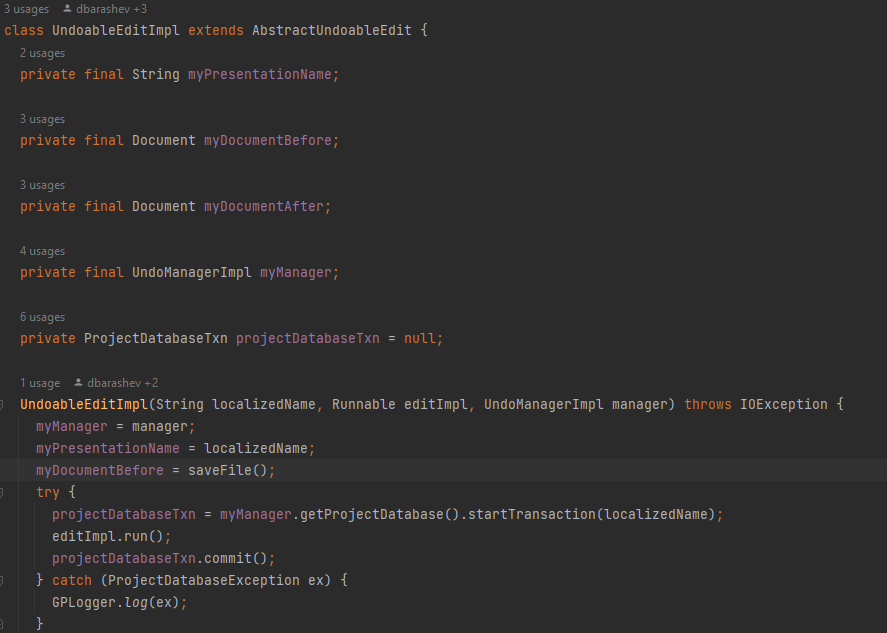 3 usages dbarashev +3
class UndoableEditImpl extends AbstractUndoableEdit {
2 usages
private final String myPresentationName;
3 usages
private final Document myDocumentBefore;
3 usages
private final Document myDocumentAfter;
4 usages
private final UndoManagerImpl myManager;
6 usages
private ProjectDatabaseTxn projectDatabaseTxn = null;
1 usage dbarashev +2
UndoableEditImpl(String localizedName, Runnable editImpl, UndoManagerImpl manager) throws IOException {
myManager = manager;
myPresentationName = localizedName;
myDocumentBefore = saveFile();
try {
projectDatabaseTxn = myManager.getProjectDatabase().startTransaction(localizedName);
editImpl.run();
projectDatabaseTxn.commit();
} catch (ProjectDatabaseException ex) {
GPLogger.log(ex);
}